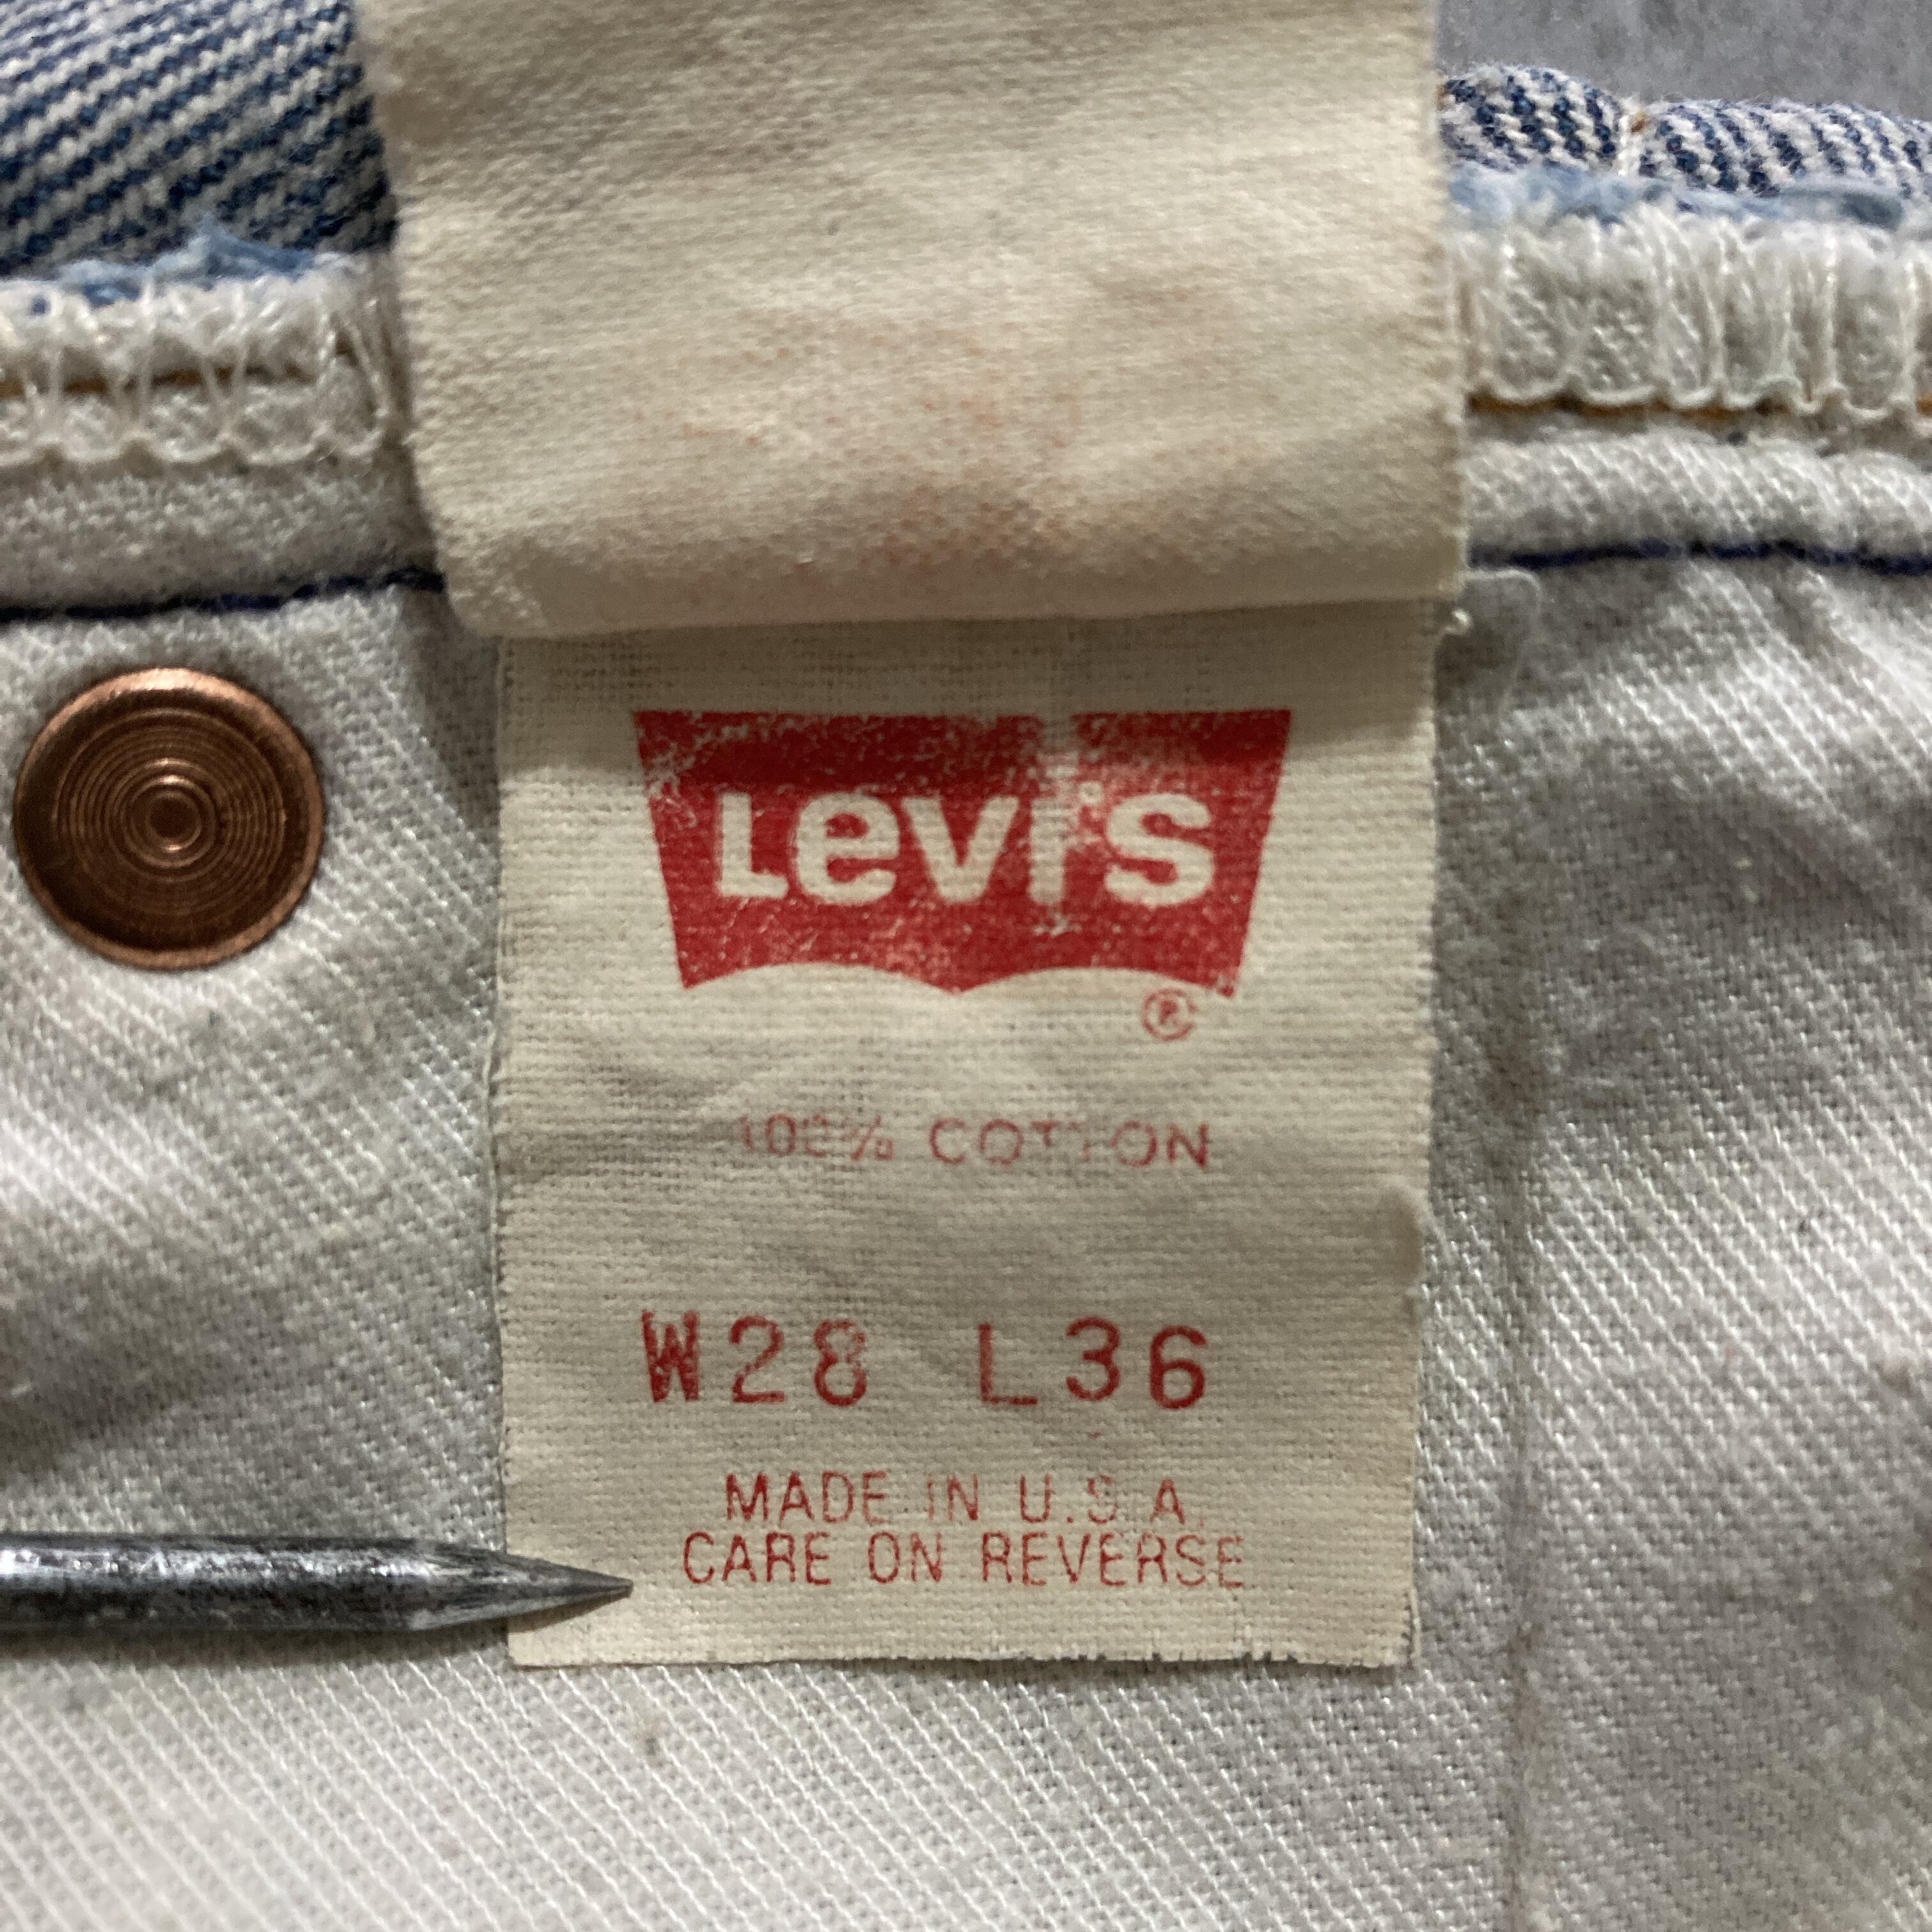 Levi's
®
100% COTTON
W28 L36
MADE IN U.S.A.
CARE ON REVERSE